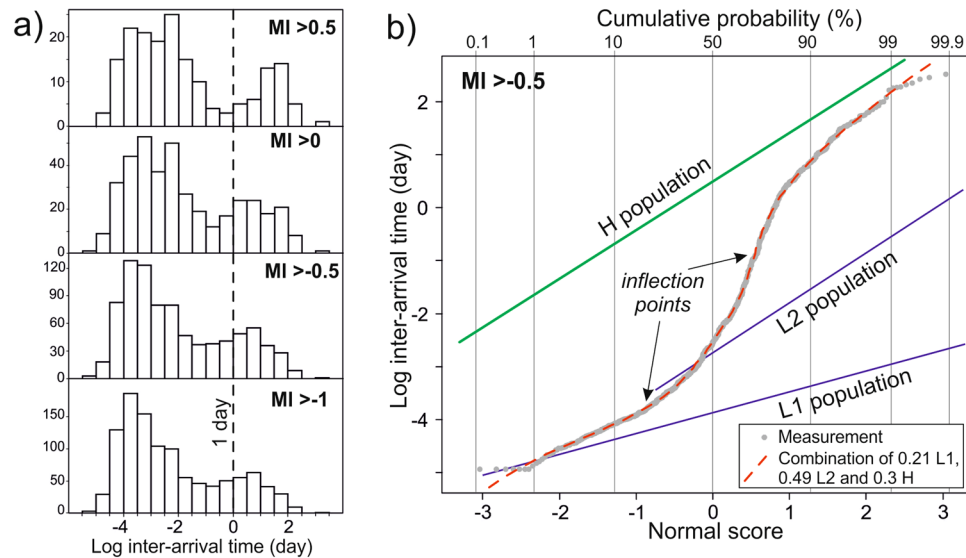 a)
MI >0.5
20
10
0
MI >0
40
20
0
MI >-0.5
120
90
60
30
0
MI >-1
150
100
50
0
1 day
-4 -2 0 2
Log inter-arrival time (day)
b)
Cumulative probability (%)
0.1 1 10 50 90 99 99.9
MI >-0.5
Log inter-arrival time (day)
2
0
-2
-4
H population
inflection
points
L2 population
L1 population
Measurement
Combination of 0.21 L1,
0.49 L2 and 0.3 H
-3 -2 -1 0 1 2 3
Normal score